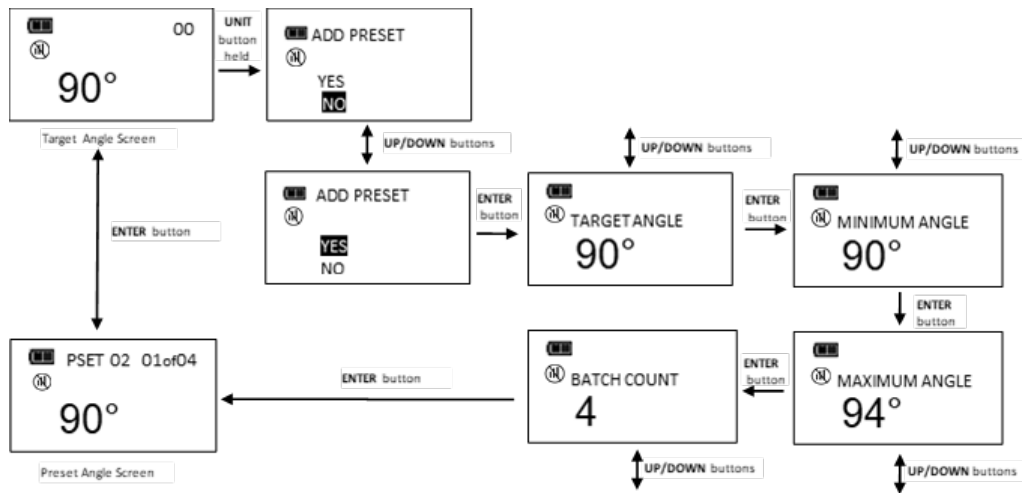 00
90°
Target Angle Screen
UNIT
button
held
ADD PRESET
YES
NO
UP/DOWN buttons
ADD PRESET
YES
NO
ENTER
button
UP/DOWN buttons
TARGET ANGLE
90°
ENTER
button
UP/DOWN buttons
MINIMUM ANGLE
90°
ENTER
button
MAXIMUM ANGLE
94°
UP/DOWN buttons
ENTER
button
BATCH COUNT
4
UP/DOWN buttons
ENTER button
PSET 02 01of04
90°
Preset Angle Screen
ENTER button